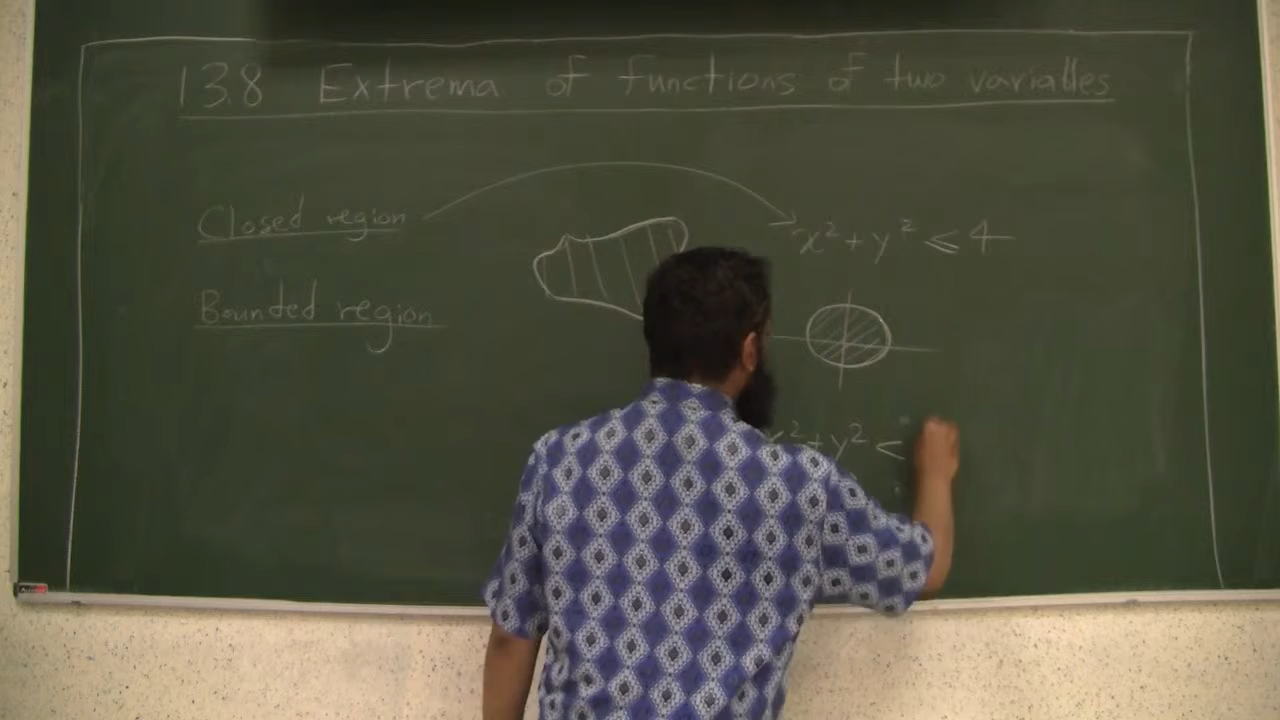 13.8 Extrema of functions of two variables
Closed region
x² + y² ≤ 4
Bounded region
x² + y² <